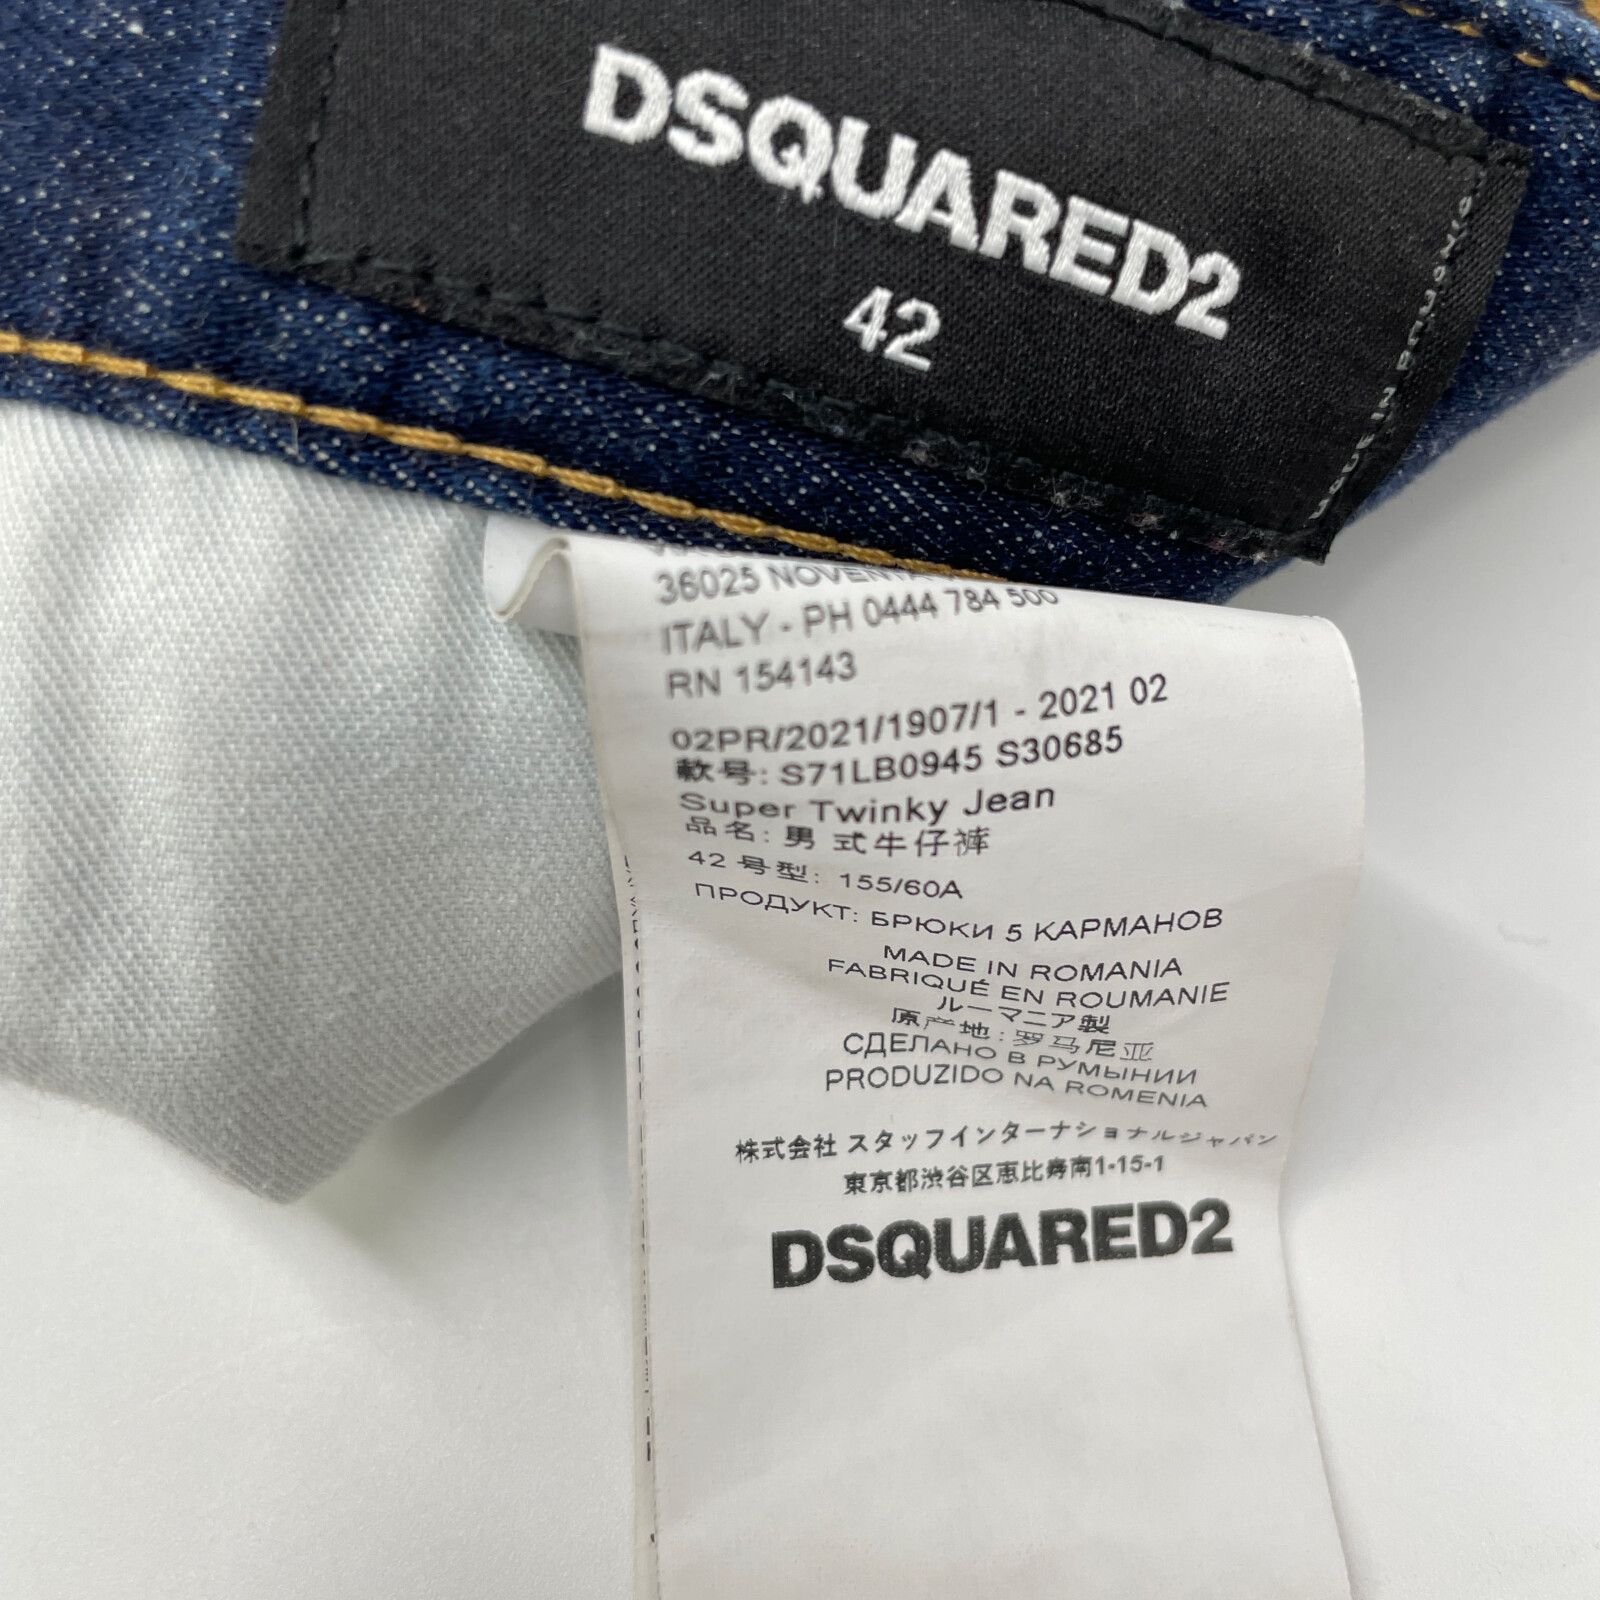 DSQUARED2
42
MADE IN ROMANIA
36025 NOVENTA
ITALY - PH 0444 784 500
RN 154143
02PR/2021/1907/1 - 2021 02
款号: S71LB0945 S30685
Super Twinky Jean
品名: 男 式牛仔裤
42 号型: 155/60A
ПРОДУКТ: БРЮКИ 5 КАРМАНОВ
MADE IN ROMANIA
FABRIQUÉ EN ROUMANIE
ルーマニア製
原产地: 罗马尼亚
СДЕЛАНО В РУМЫНИИ
PRODUZIDO NA ROMENIA
株式会社 スタッフインターナショナルジャパン
東京都渋谷区恵比寿南1-15-1
DSQUARED2